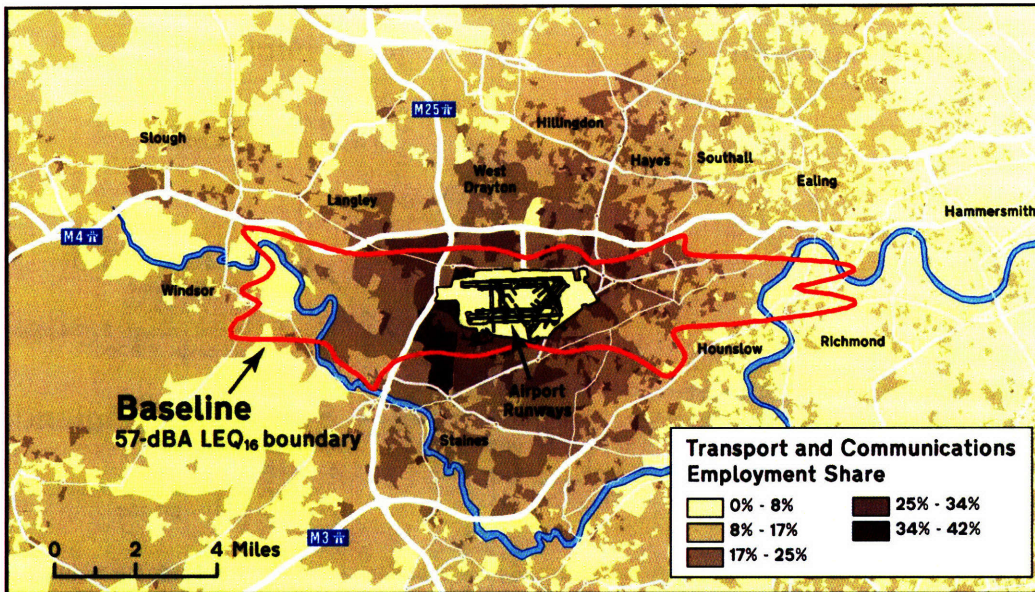 M25
Slough
Hillingdon
West
Drayton
Hayes
Southall
Ealing
Langley
Hammersmith
M4
Windsor
Hounslow
Richmond
Baseline
57-dBA LEQ16 boundary
Airport
Runways
Staines
M3
0 2 4 Miles
Transport and Communications
Employment Share
0% - 8%
8% - 17%
17% - 25%
25% - 34%
34% - 42%